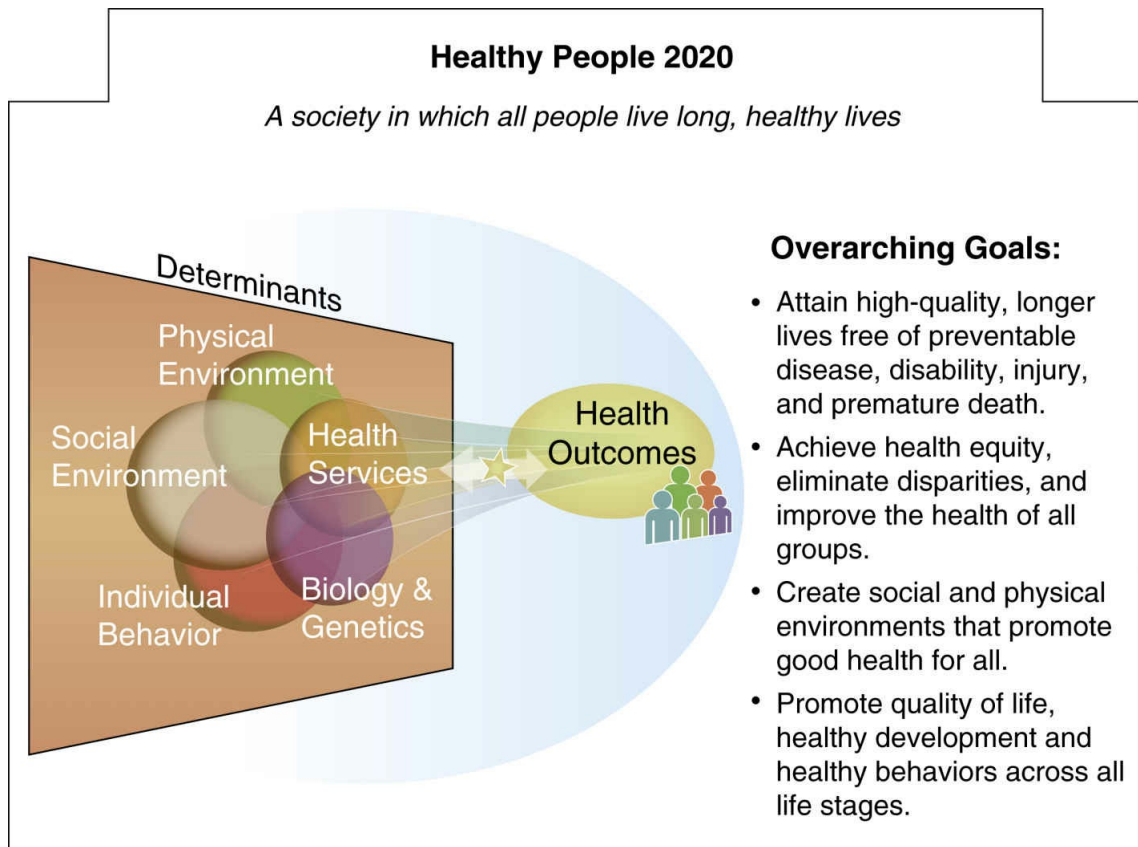 Healthy People 2020
A society in which all people live long, healthy lives
Determinants
Physical
Environment
Social
Environment
Health
Services
Individual
Behavior
Biology &
Genetics
Health
Outcomes
Overarching Goals:
• Attain high-quality, longer
lives free of preventable
disease, disability, injury,
and premature death.
• Achieve health equity,
eliminate disparities, and
improve the health of all
groups.
• Create social and physical
environments that promote
good health for all.
• Promote quality of life,
healthy development and
healthy behaviors across all
life stages.